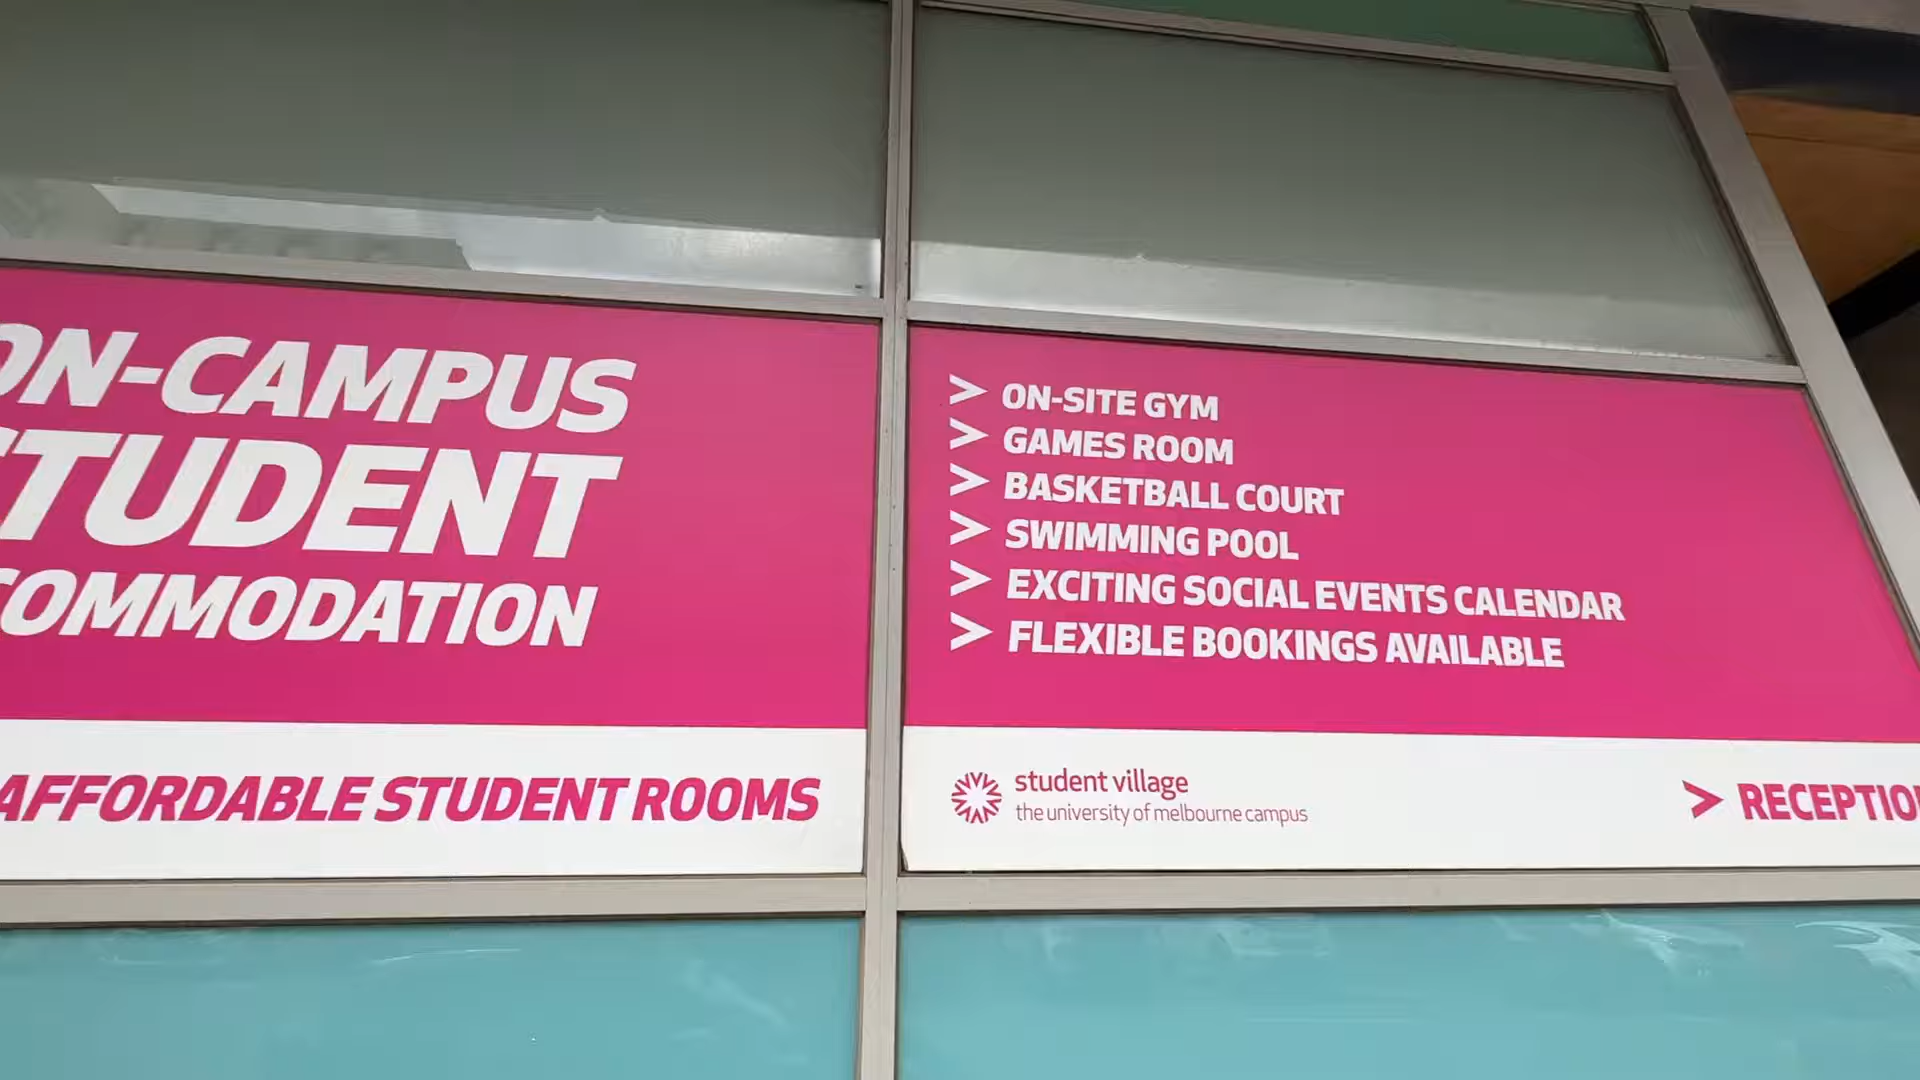 ON-CAMPUS
STUDENT
COMMODATION
AFFORDABLE STUDENT ROOMS
> ON-SITE GYM
> GAMES ROOM
> BASKETBALL COURT
> SWIMMING POOL
> EXCITING SOCIAL EVENTS CALENDAR
> FLEXIBLE BOOKINGS AVAILABLE
student village
the university of melbourne campus
> RECEPTIO